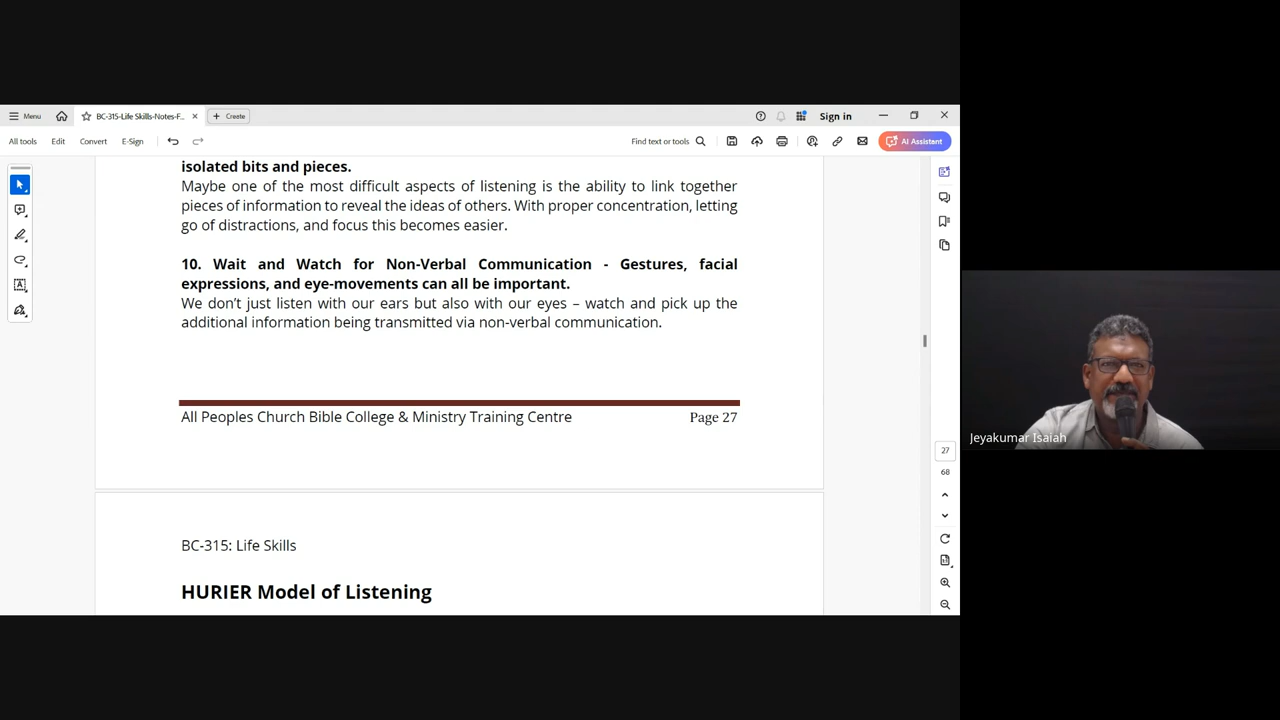 Menu
BC-315-Life Skills-Notes-F...
Create
Sign in
All tools
Edit
Convert
E-Sign
Find text or tools
AI Assistant
isolated bits and pieces.
Maybe one of the most difficult aspects of listening is the ability to link together
pieces of information to reveal the ideas of others. With proper concentration, letting
go of distractions, and focus this becomes easier.
10. Wait and Watch for Non-Verbal Communication - Gestures, facial
expressions, and eye-movements can all be important.
We don’t just listen with our ears but also with our eyes – watch and pick up the
additional information being transmitted via non-verbal communication.
All Peoples Church Bible College & Ministry Training Centre Page 27
BC-315: Life Skills
HURIER Model of Listening
27
68
Jeyakumar Isaiah